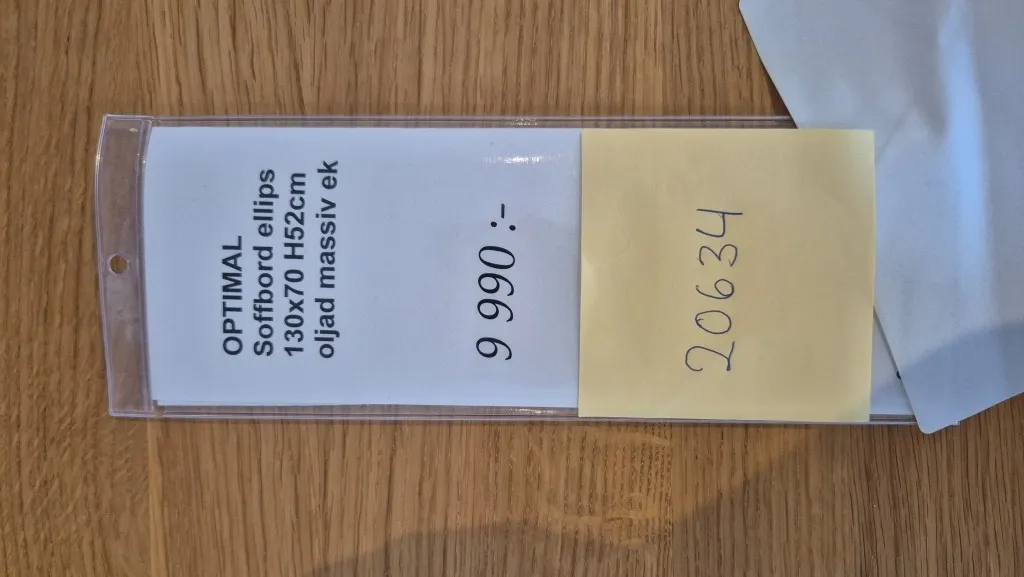 OPTIMAL
Soffbord ellips
130x70 H52cm
oljad massiv ek
9 990 :-
20634